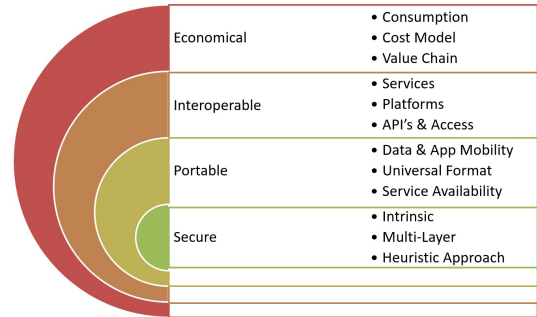 Economical
• Consumption
• Cost Model
• Value Chain
Interoperable
• Services
• Platforms
• API's & Access
Portable
• Data & App Mobility
• Universal Format
• Service Availability
Secure
• Intrinsic
• Multi-Layer
• Heuristic Approach